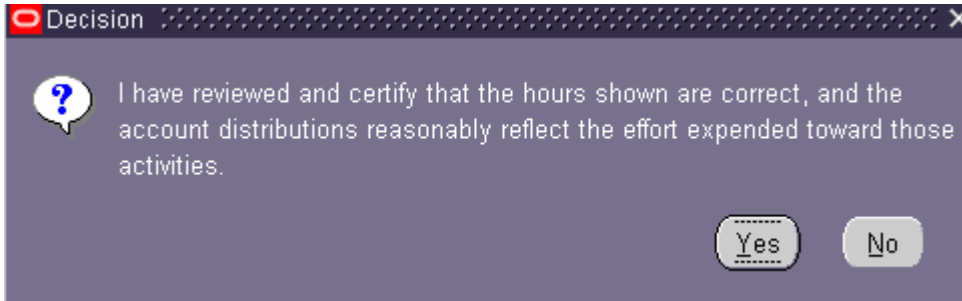 Decision
I have reviewed and certify that the hours shown are correct, and the
account distributions reasonably reflect the effort expended toward those
activities.
Yes No